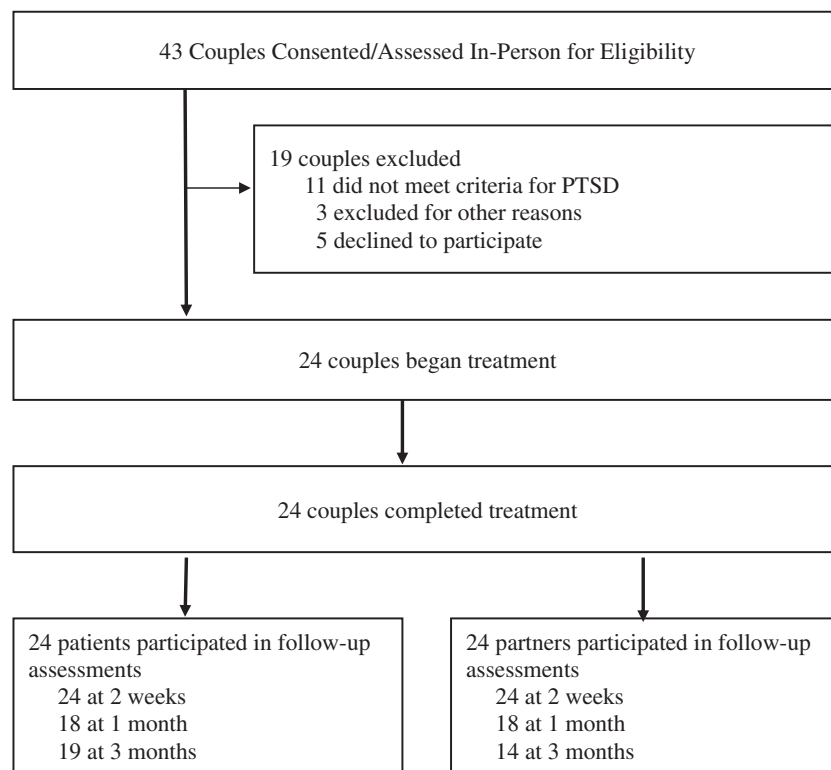 43 Couples Consented/Assessed In-Person for Eligibility
19 couples excluded
11 did not meet criteria for PTSD
3 excluded for other reasons
5 declined to participate
24 couples began treatment
24 couples completed treatment
24 patients participated in follow-up
assessments
24 at 2 weeks
18 at 1 month
19 at 3 months
24 partners participated in follow-up
assessments
24 at 2 weeks
18 at 1 month
14 at 3 months